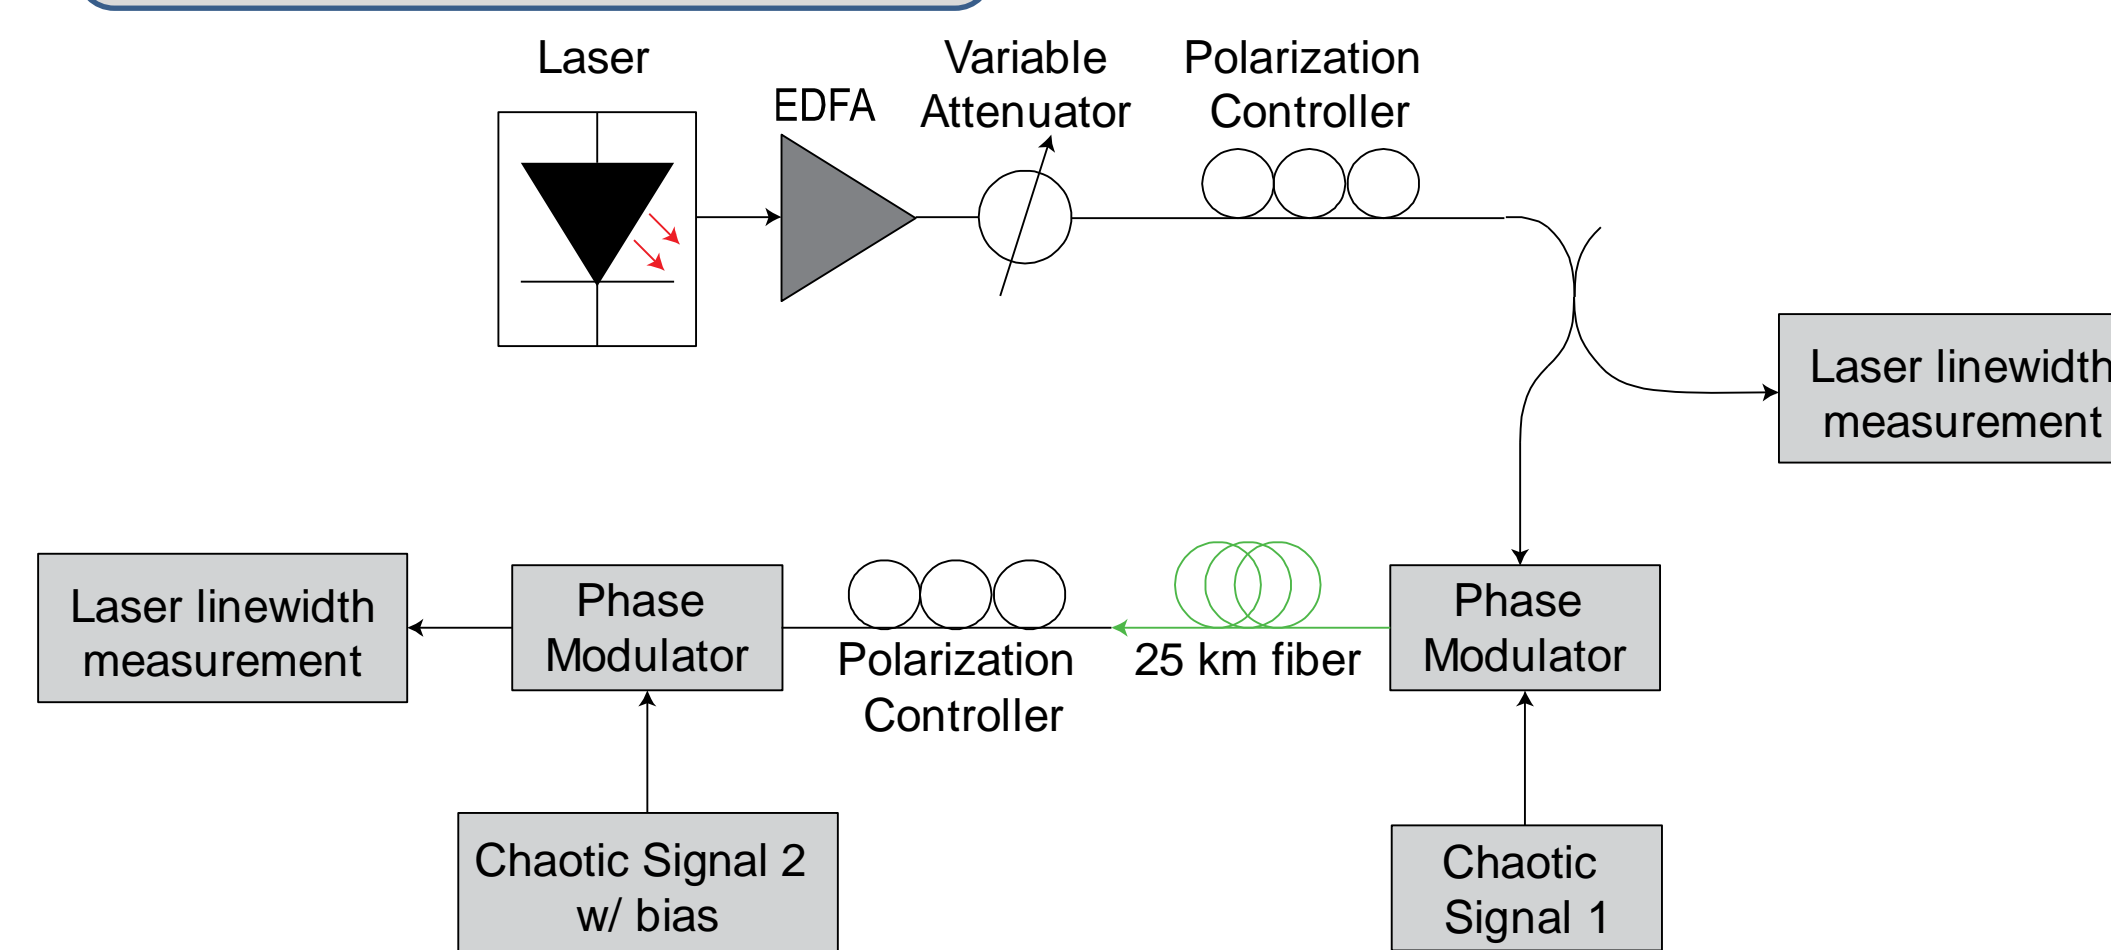 Laser
EDFA
Variable
Attenuator
Polarization
Controller
Laser linewidth
measurement
Laser linewidth
measurement
Phase
Modulator
Polarization
Controller
25 km fiber
Phase
Modulator
Chaotic Signal 2
w/ bias
Chaotic
Signal 1